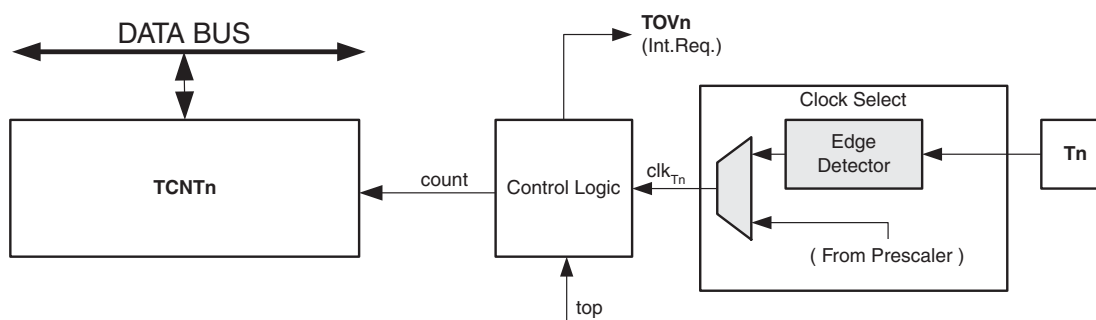 DATA BUS
TOVn
(Int.Req.)
Clock Select
Edge
Detector
Tn
TCNTn
count
Control Logic
clkTn
( From Prescaler )
top